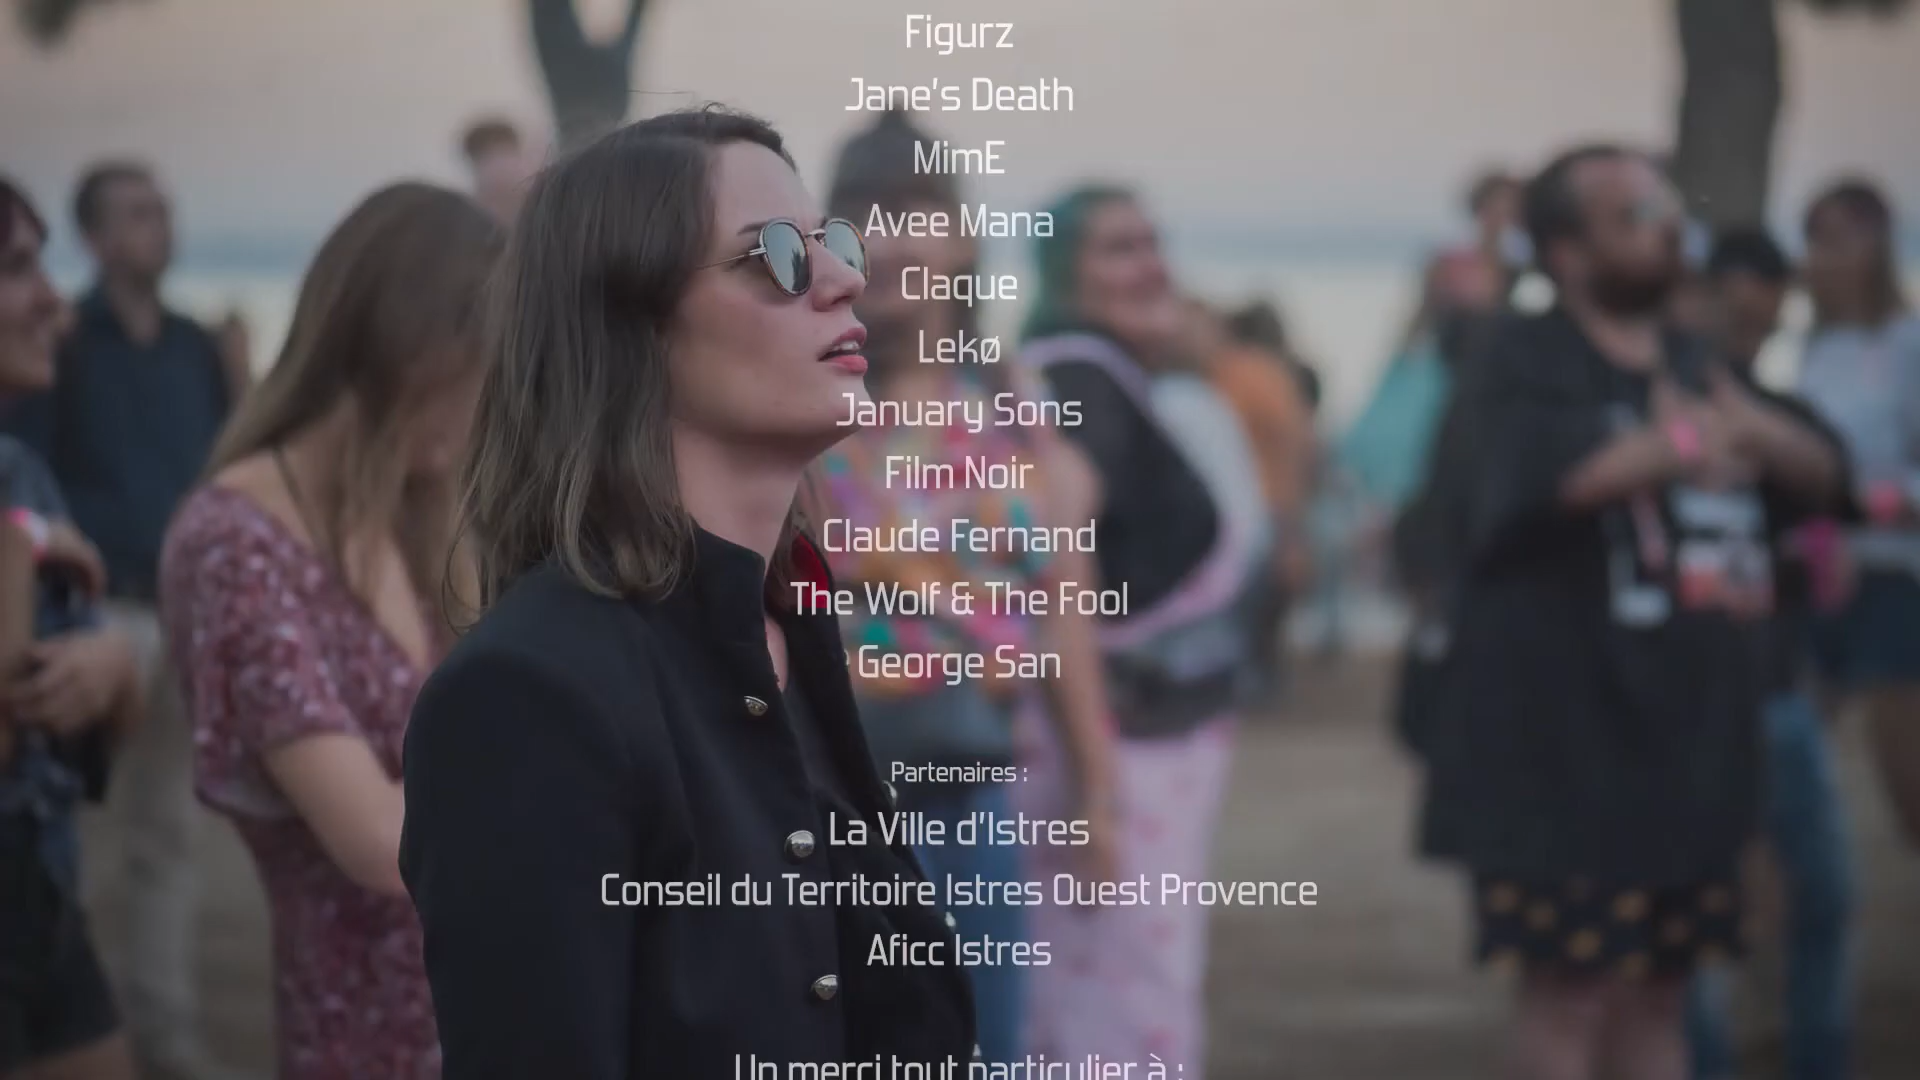 Figurz
Jane's Death
MimE
Avee Mana
Claque
Lekø
January Sons
Film Noir
Claude Fernand
The Wolf & The Fool
George San
Partenaires :
La Ville d'Istres
Conseil du Territoire Istres Ouest Provence
Aficc Istres
Un merci tout particulier à :